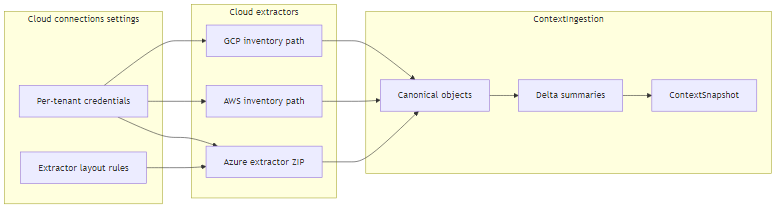 Cloud connections settings
Per-tenant credentials
Extractor layout rules
Cloud extractors
GCP inventory path
AWS inventory path
Azure extractor ZIP
ContextIngestion
Canonical objects
Delta summaries
ContextSnapshot